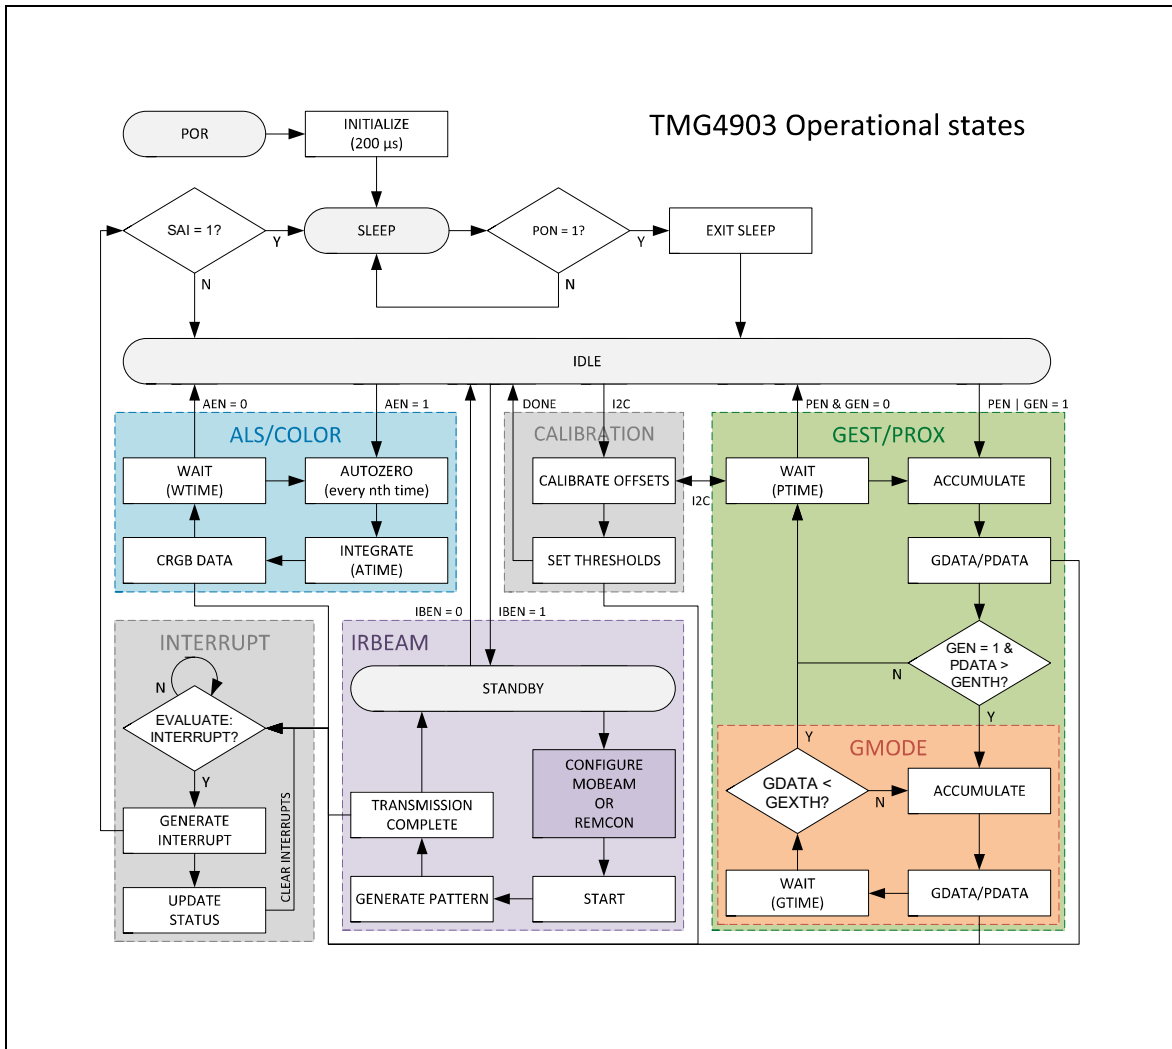 TMG4903 Operational states
POR
INITIALIZE
(200 µs)
SAI = 1?
Y
N
SLEEP
PON = 1?
Y
N
EXIT SLEEP
IDLE
AEN = 0
AEN = 1
DONE
I2C
PEN & GEN = 0
PEN | GEN = 1
ALS/COLOR
WAIT
(WTIME)
AUTOZERO
(every nth time)
CRGB DATA
INTEGRATE
(ATIME)
CALIBRATION
CALIBRATE OFFSETS
I2C
SET THRESHOLDS
GEST/PROX
WAIT
(PTIME)
ACCUMULATE
GDATA/PDATA
GEN = 1 &
PDATA >
GENTH?
N
Y
IBEN = 0
IBEN = 1
INTERRUPT
N
EVALUATE:
INTERRUPT?
Y
GENERATE
INTERRUPT
UPDATE
STATUS
CLEAR INTERRUPTS
IRBEAM
STANDBY
CONFIGURE
MOBEAM
OR
REMCON
TRANSMISSION
COMPLETE
GENERATE PATTERN
START
GMODE
Y
GDATA <
GEXTH?
N
ACCUMULATE
WAIT
(GTIME)
GDATA/PDATA